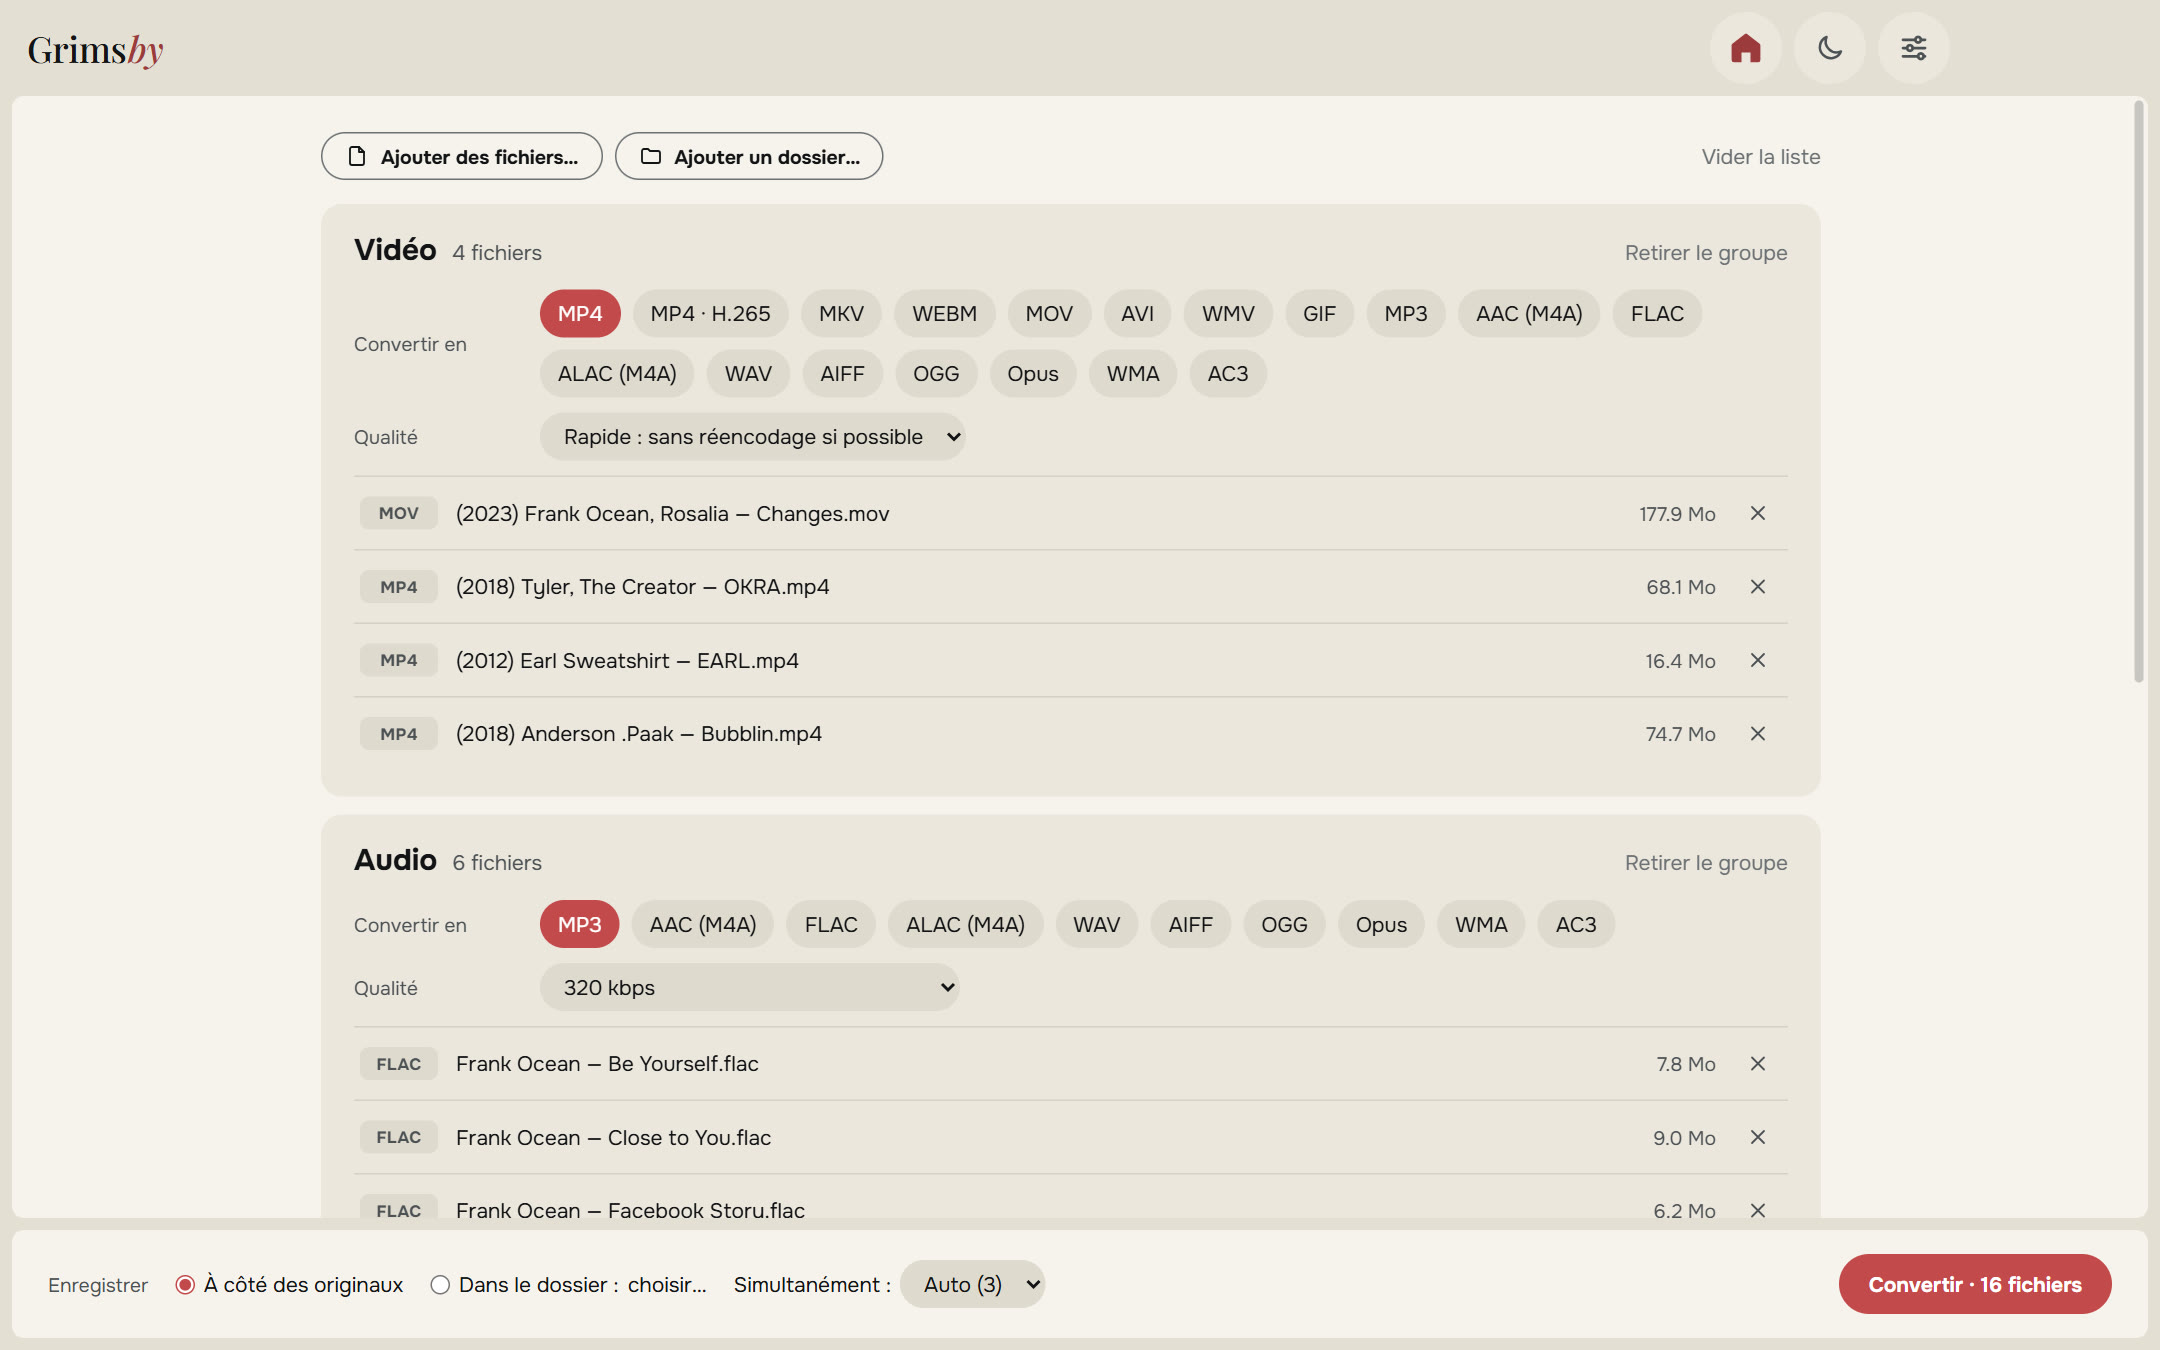 Grimsby
Ajouter des fichiers...
Ajouter un dossier...
Vider la liste
Vidéo 4 fichiers
Retirer le groupe
Convertir en
MP4 MP4 · H.265 MKV WEBM MOV AVI WMV GIF MP3 AAC (M4A) FLAC
ALAC (M4A) WAV AIFF OGG Opus WMA AC3
Qualité
Rapide : sans réencodage si possible
MOV (2023) Frank Ocean, Rosalia — Changes.mov 177.9 Mo
MP4 (2018) Tyler, The Creator — OKRA.mp4 68.1 Mo
MP4 (2012) Earl Sweatshirt — EARL.mp4 16.4 Mo
MP4 (2018) Anderson .Paak — Bubblin.mp4 74.7 Mo
Audio 6 fichiers
Retirer le groupe
Convertir en
MP3 AAC (M4A) FLAC ALAC (M4A) WAV AIFF OGG Opus WMA AC3
Qualité
320 kbps
FLAC Frank Ocean — Be Yourself.flac 7.8 Mo
FLAC Frank Ocean — Close to You.flac 9.0 Mo
FLAC Frank Ocean — Facebook Story.flac 6.2 Mo
Enregistrer À côté des originaux Dans le dossier : choisir... Simultanément : Auto (3)
Convertir · 16 fichiers